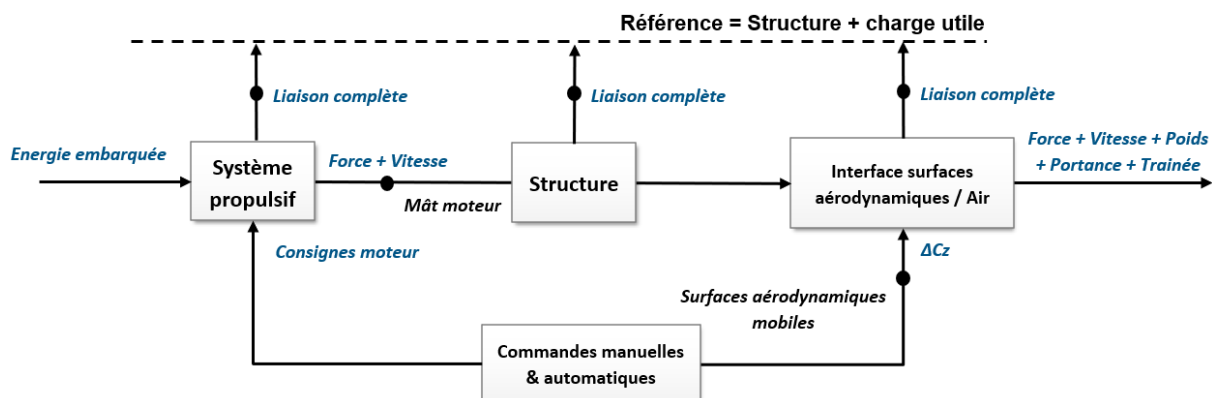 Référence = Structure + charge utile
Liaison complète
Liaison complète
Liaison complète
Energie embarquée
Système
propulsif
Force + Vitesse
Mât moteur
Structure
Interface surfaces
aérodynamiques / Air
Force + Vitesse + Poids
+ Portance + Trainée
Consignes moteur
ΔCz
Surfaces aérodynamiques
mobiles
Commandes manuelles
& automatiques